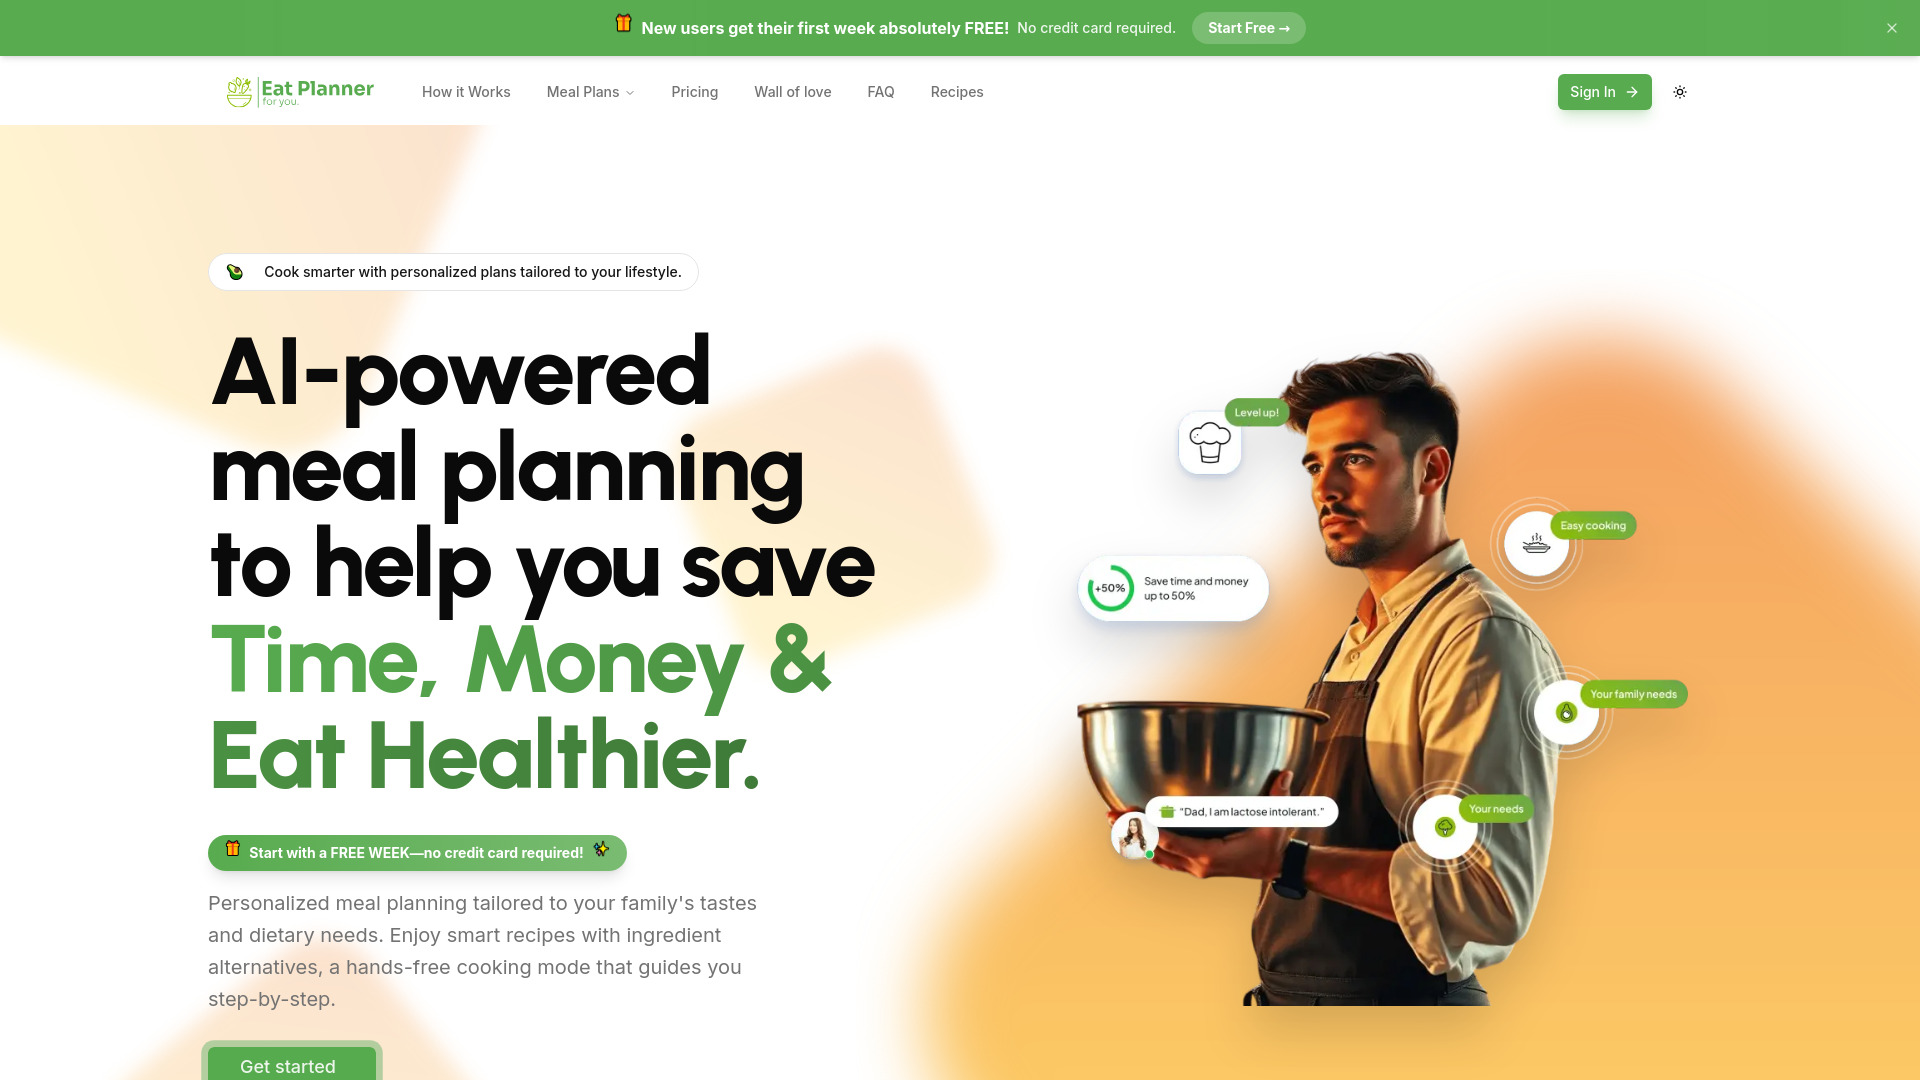 New users get their first week absolutely FREE! No credit card required. Start Free →
Eat Planner
for you.
How it Works
Meal Plans
Pricing
Wall of love
FAQ
Recipes
Sign In
Cook smarter with personalized plans tailored to your lifestyle.
AI-powered
meal planning
to help you save
Time, Money &
Eat Healthier.
Start with a FREE WEEK—no credit card required!
Personalized meal planning tailored to your family's tastes
and dietary needs. Enjoy smart recipes with ingredient
alternatives, a hands-free cooking mode that guides you
step-by-step.
Get started
Level up!
Easy cooking
+50%
Save time and money
up to 50%
Your family needs
"Dad, I am lactose intolerant."
Your needs